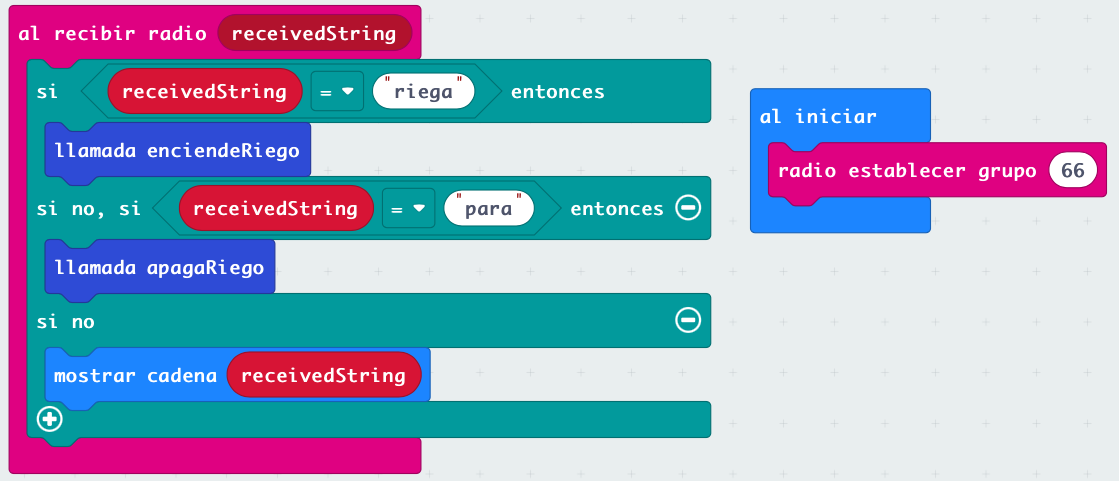 al recibir radio receivedString
si receivedString = "riega" entonces
llamada enciendeRiego
si no, si receivedString = "para" entonces
llamada apagaRiego
si no
mostrar cadena receivedString
al iniciar
radio establecer grupo 66